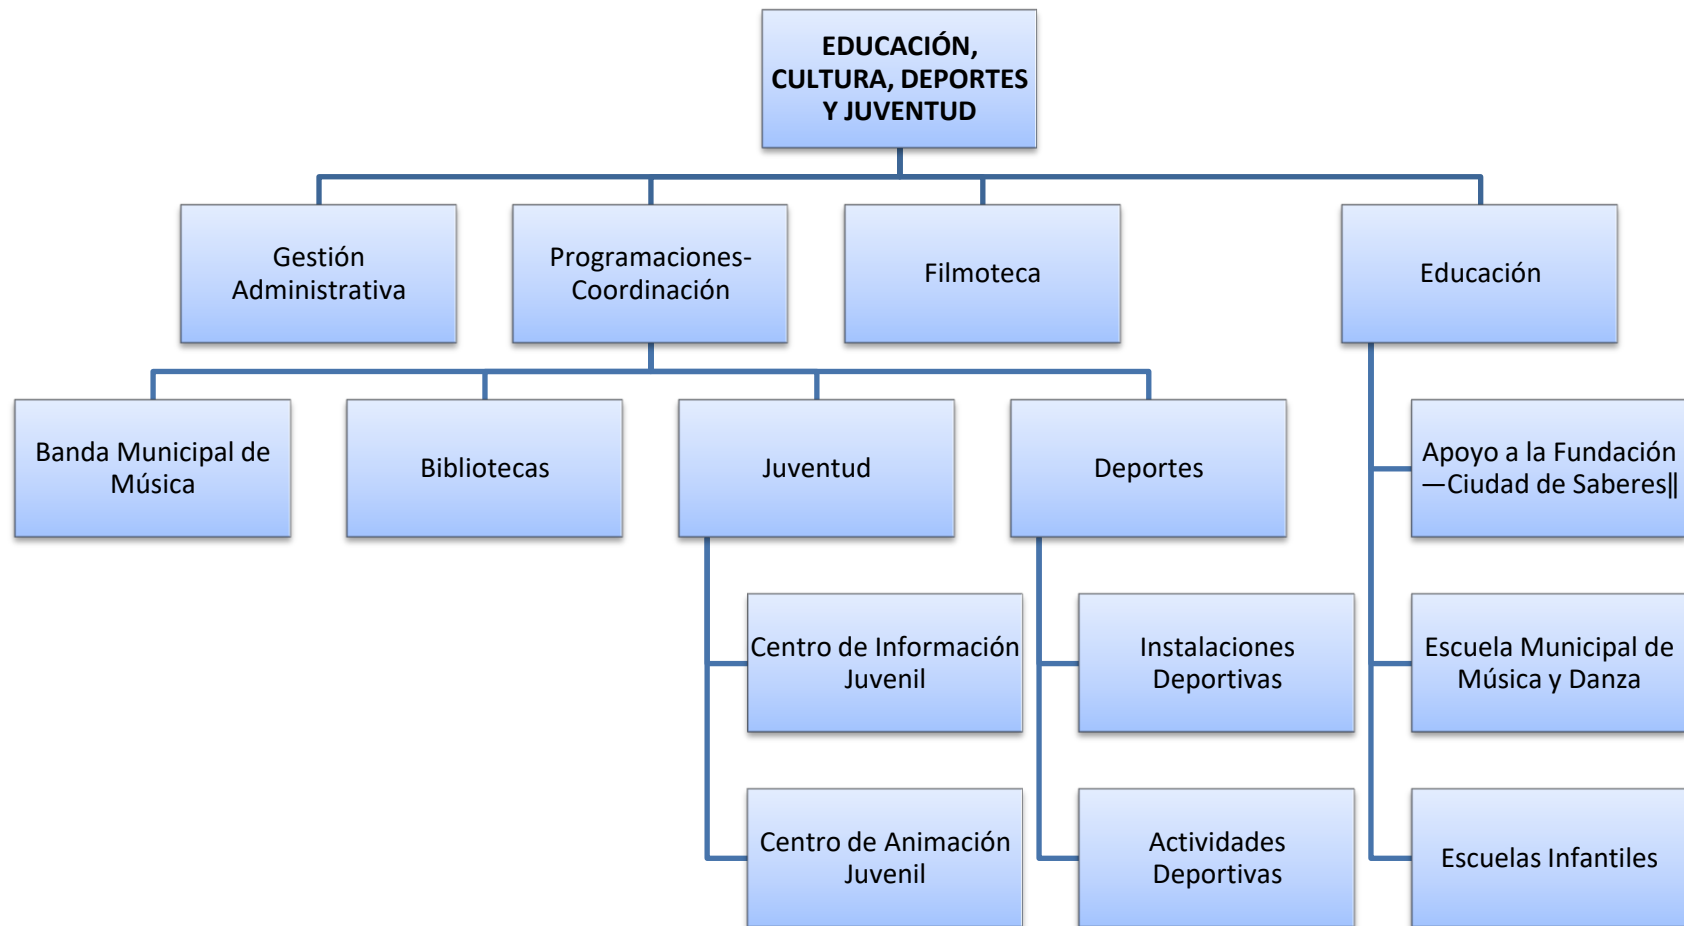 EDUCACIÓN,
CULTURA, DEPORTES
Y JUVENTUD
Gestión
Administrativa
Programaciones-
Coordinación
Filmoteca
Educación
Banda Municipal de
Música
Bibliotecas
Juventud
Deportes
Apoyo a la Fundación
―Ciudad de Saberes‖
Centro de Información
Juvenil
Instalaciones
Deportivas
Escuela Municipal de
Música y Danza
Centro de Animación
Juvenil
Actividades
Deportivas
Escuelas Infantiles